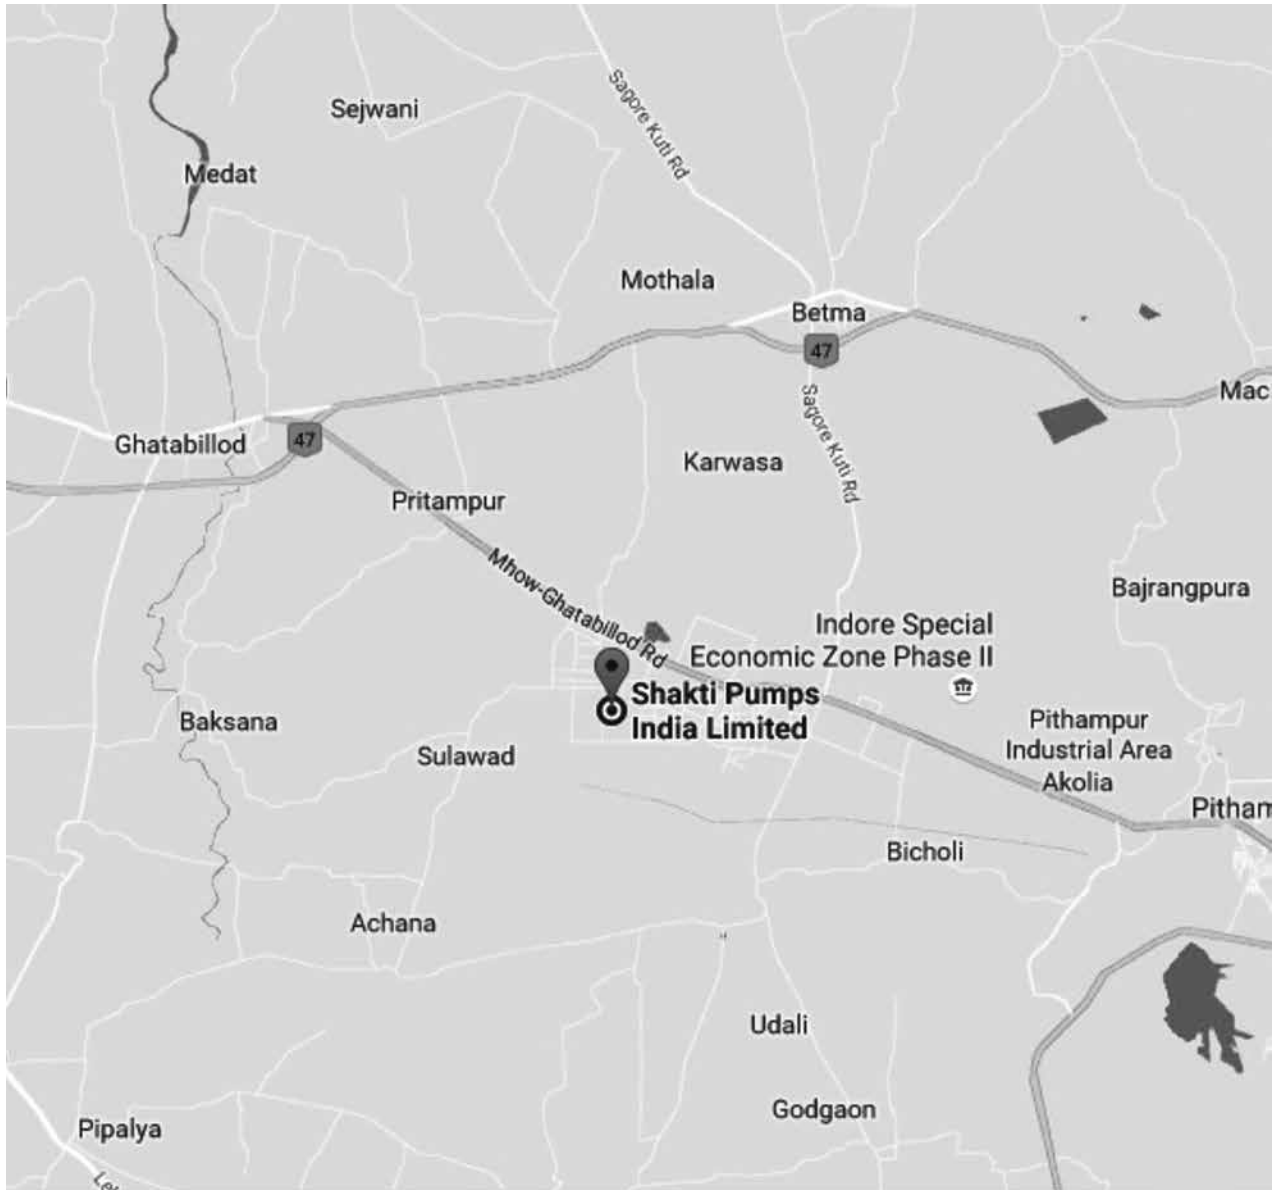 Sejwani
Sagore Kuti Rd
Medat
Mothala
Betma
47
Mac
Sagore Kuti Rd
Ghatabillod
47
Karwasa
Pritampur
Mhow-Ghatabillod Rd
Bajrangpura
Indore Special
Economic Zone Phase II
Shakti Pumps
India Limited
Baksana
Pithampur
Industrial Area
Sulawad
Akolia
Pitham
Bicholi
Achana
Udali
Godgaon
Pipalya